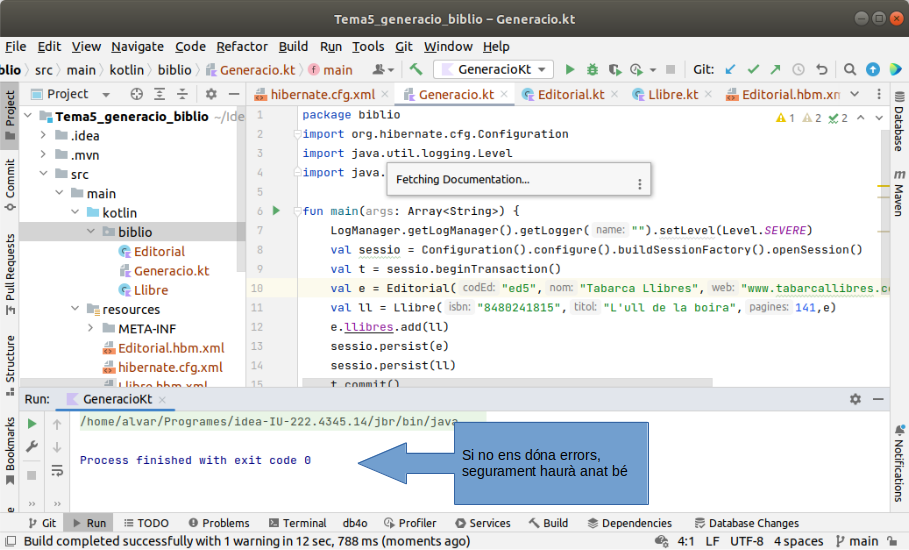 Tema5_generacio_biblio – Generacio.kt
File Edit View Navigate Code Refactor Build Run Tools Git Window Help
blio src main kotlin biblio Generacio.kt main GeneracioKt Git:
Project
hibernate.cfg.xml Generacio.kt Editorial.kt Llibre.kt Editorial.hbm.xm
Tema5_generacio_biblio ~/Ide
.idea
.mvn
src
main
kotlin
biblio
Editorial
Generacio.kt
Llibre
resources
META-INF
Editorial.hbm.xml
hibernate.cfg.xml
Llibre.hbm.xml
1 package biblio
2 import org.hibernate.cfg.Configuration
3 import java.util.logging.Level
4 import java.
5
6 fun main(args: Array<String>) {
7 LogManager.getLogManager().getLogger( name: "").setLevel(Level.SEVERE)
8 val sessio = Configuration().configure().buildSessionFactory().openSession()
9 val t = sessio.beginTransaction()
10 val e = Editorial( codEd: "ed5", nom: "Tabarca Llibres", web: "www.tabarcallibres.co
11 val ll = Llibre( isbn: "8480241815", titol: "L'ull de la boira", pagines: 141,e)
12 e.llibres.add(ll)
13 sessio.persist(e)
14 sessio.persist(ll)
15 t.commit()
1 2 2
Fetching Documentation...
Project
Commit
Pull Requests
Structure
Bookmarks
Database
Maven
Notifications
Run: GeneracioKt
/home/alvar/Programes/idea-IU-222.4345.14/jbr/bin/java
Process finished with exit code 0
Si no ens dóna errors,
segurament haurà anat bé
Git Run TODO Problems Terminal db4o Profiler Services Build Dependencies Database Changes
Build completed successfully with 1 warning in 12 sec, 788 ms (moments ago) 4:1 LF UTF-8 4 spaces main